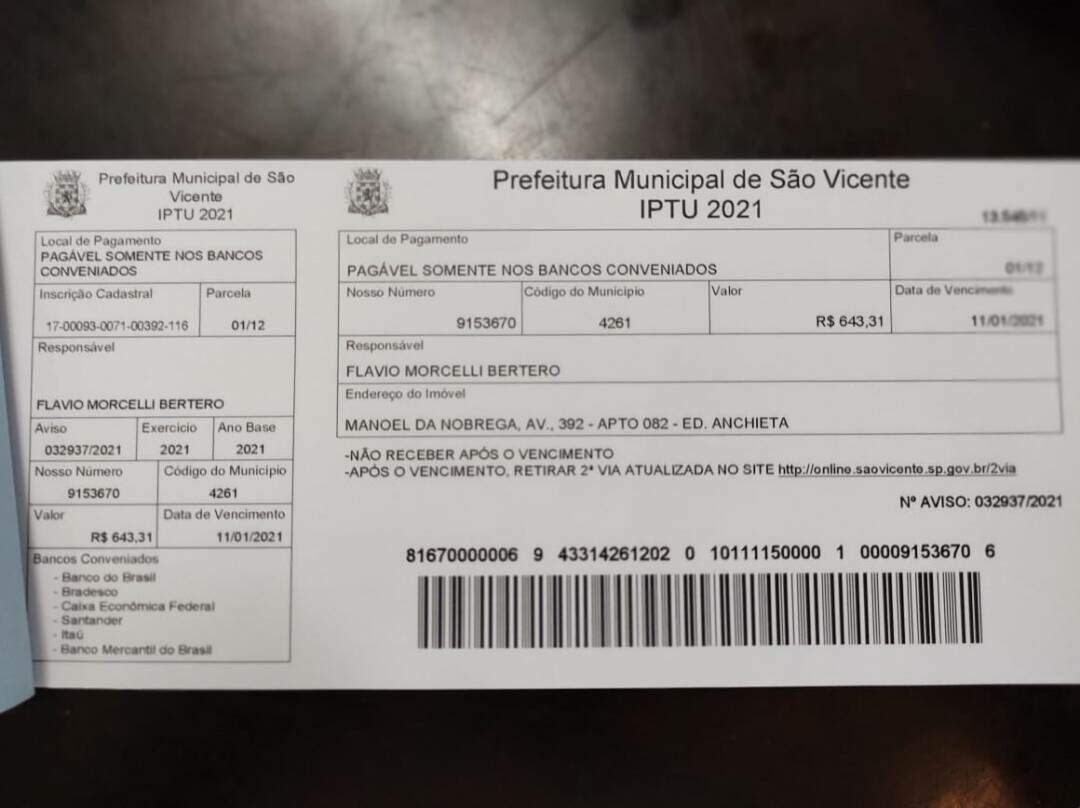 Prefeitura Municipal de São
Vicente
IPTU 2021
Local de Pagamento
PAGÁVEL SOMENTE NOS BANCOS
CONVENIADOS
Inscrição Cadastral
Parcela
17-00093-0071-00392-116
01/12
Responsável
FLAVIO MORCELLI BERTERO
Aviso
Exercicio
Ano Base
032937/2021
2021
2021
Nosso Número
Código do Municipio
9153670
4261
Valor
Data de Vencimento
R$ 643,31
11/01/2021
Bancos Conveniados
- Banco do Brasil
- Bradesco
- Caixa Econômica Federal
- Santander
- Itaú
- Banco Mercantil do Brasil
Prefeitura Municipal de São Vicente
IPTU 2021
Local de Pagamento
Parcela
PAGÁVEL SOMENTE NOS BANCOS CONVENIADOS
01/12
Nosso Número
Código do Municipio
Valor
Data de Vencimento
9153670
4261
R$ 643,31
11/01/2021
Responsável
FLAVIO MORCELLI BERTERO
Endereço do Imóvel
MANOEL DA NOBREGA, AV., 392 - APTO 082 - ED. ANCHIETA
-NÃO RECEBER APÓS O VENCIMENTO
-APÓS O VENCIMENTO, RETIRAR 2ª VIA ATUALIZADA NO SITE http://online.saovicente.sp.gov.br/2via
Nº AVISO: 032937/2021
81670000006 9 43314261202 0 10111150000 1 00009153670 6